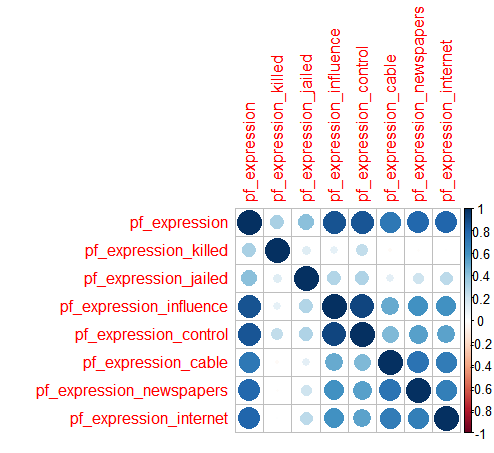 pf_expression
pf_expression_killed
pf_expression_jailed
pf_expression_influence
pf_expression_control
pf_expression_cable
pf_expression_newspapers
pf_expression_internet
pf_expression
pf_expression_killed
pf_expression_jailed
pf_expression_influence
pf_expression_control
pf_expression_cable
pf_expression_newspapers
pf_expression_internet
1
0.8
0.6
0.4
0.2
0
-0.2
-0.4
-0.6
-0.8
-1